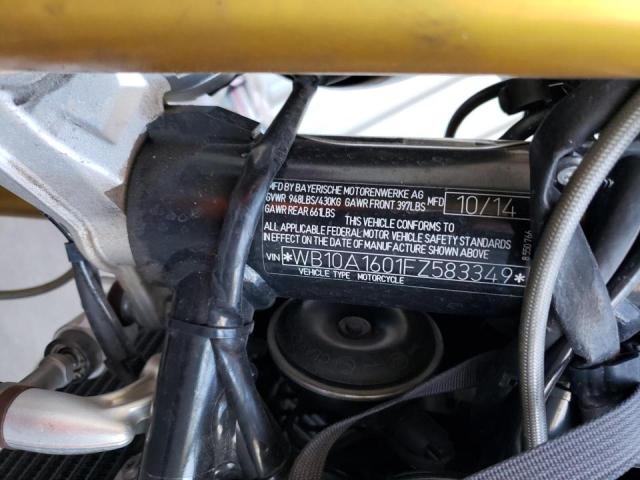 MFD BY BAYERISCHE MOTORENWERKE AG
GVWR 948LBS/430KG GAWR FRONT 397LBS MFD 10/14
GAWR REAR 661LBS
THIS VEHICLE CONFORMS TO
ALL APPLICABLE FEDERAL MOTOR VEHICLE SAFETY STANDARDS
IN EFFECT ON THE DATE OF MANUFACTURE SHOWN ABOVE
VIN *WB10A1601FZ583349*
VEHICLE TYPE MOTORCYCLE